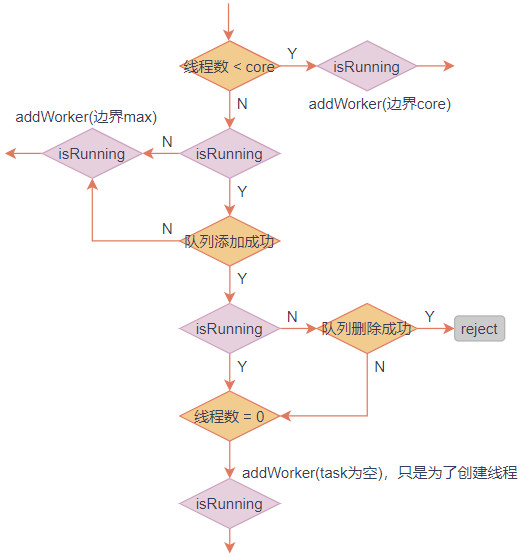 线程数 < core
Y
isRunning
addWorker(边界core)
N
addWorker(边界max)
isRunning
N
isRunning
Y
N
队列添加成功
Y
isRunning
N
队列删除成功
Y
reject
Y
N
线程数 = 0
addWorker(task为空)，只是为了创建线程
isRunning